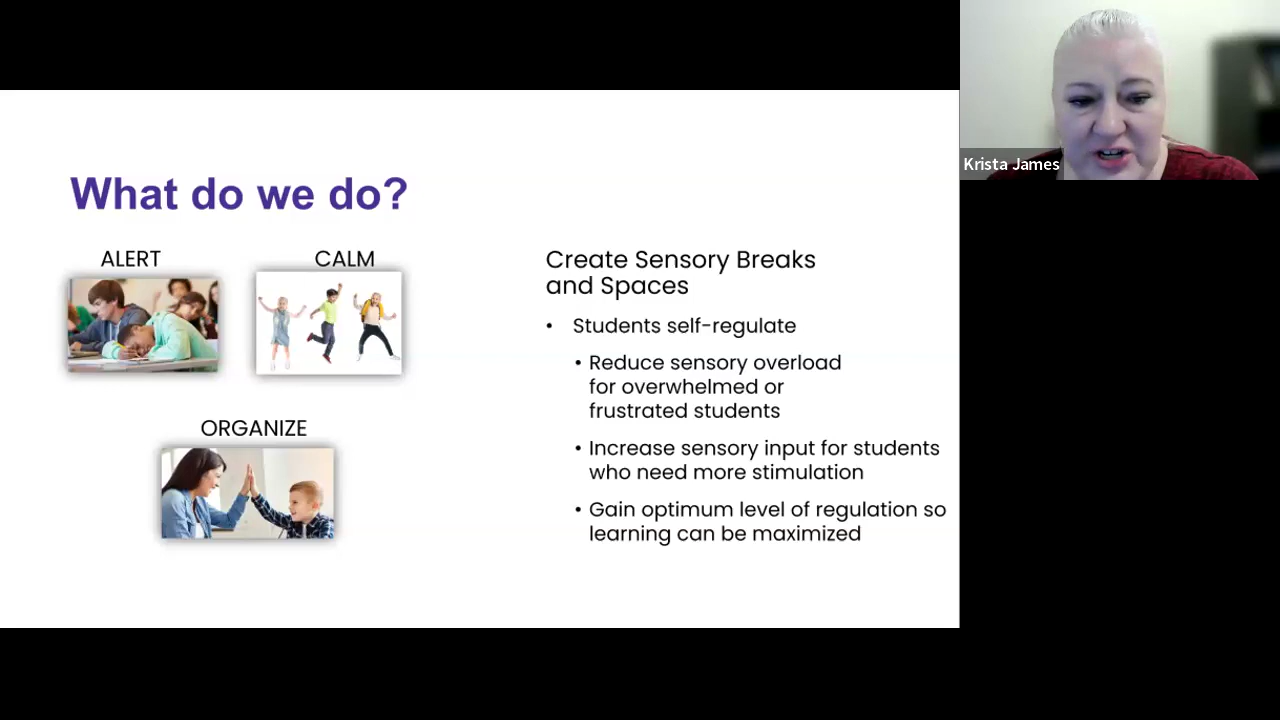 What do we do?
ALERT
CALM
ORGANIZE
Create Sensory Breaks
and Spaces
• Students self-regulate
• Reduce sensory overload
for overwhelmed or
frustrated students
• Increase sensory input for students
who need more stimulation
• Gain optimum level of regulation so
learning can be maximized
Krista James